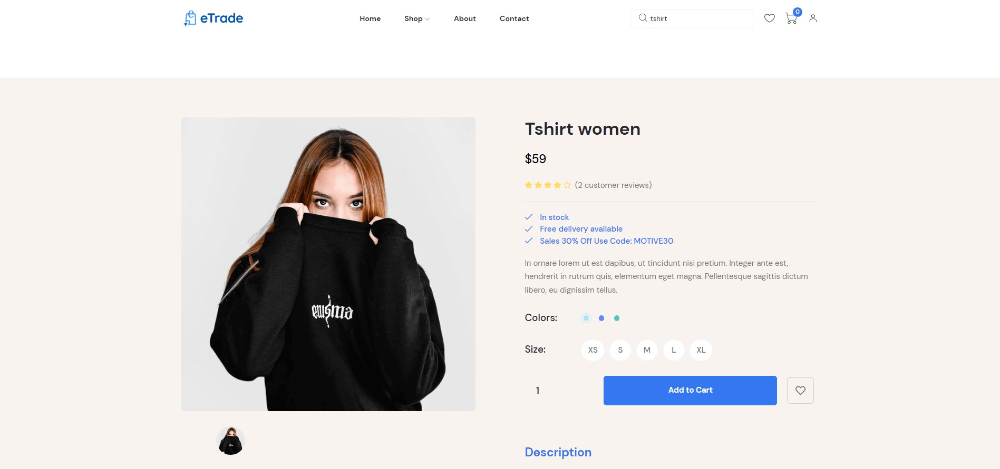 eTrade
Home
Shop
About
Contact
tshirt
0
Tshirt women
$59
(2 customer reviews)
In stock
Free delivery available
Sales 30% Off Use Code: MOTIVE30
In ornare lorem ut est dapibus, ut tincidunt nisi pretium. Integer ante est,
hendrerit in rutrum quis, elementum eget magna. Pellentesque sagittis dictum
libero, eu dignissim tellus.
Colors:
Size:
XS
S
M
L
XL
enigma
1
Add to Cart
Description